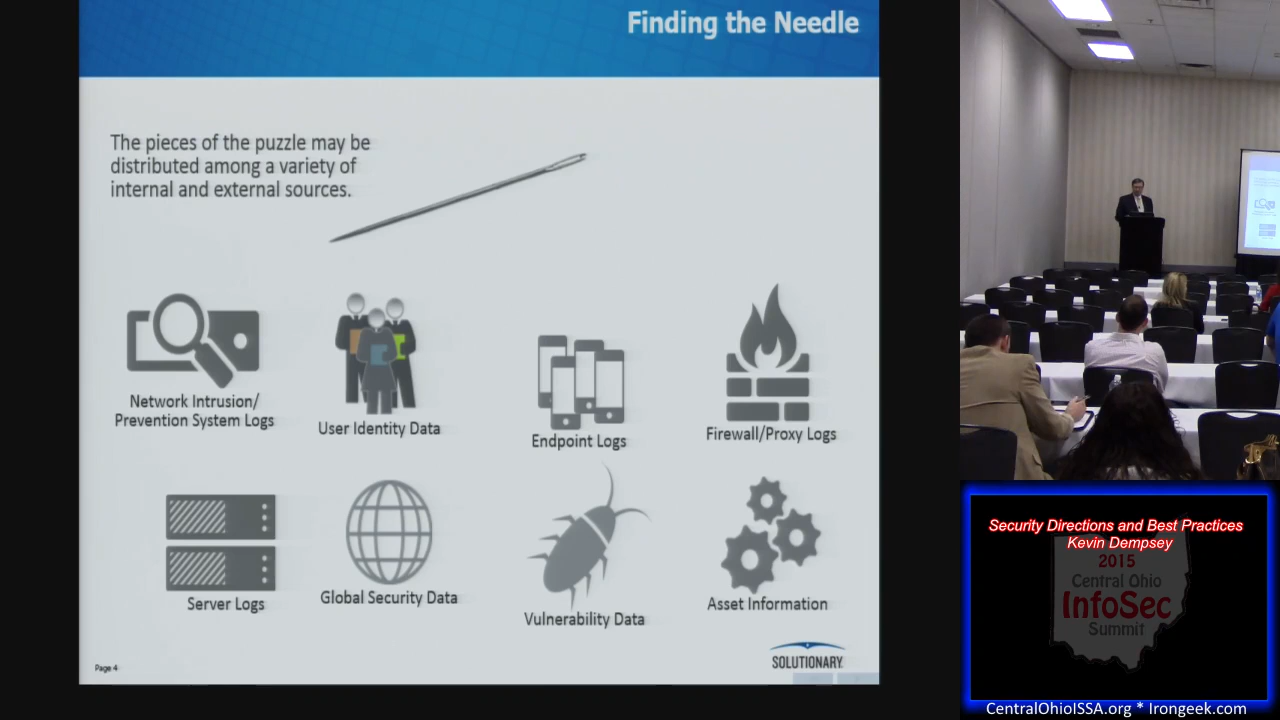 Finding the Needle
The pieces of the puzzle may be
distributed among a variety of
internal and external sources.
Network Intrusion/
Prevention System Logs
User Identity Data
Endpoint Logs
Firewall/Proxy Logs
Server Logs
Global Security Data
Vulnerability Data
Asset Information
Page 4
SOLUTIONARY
Security Directions and Best Practices
Kevin Dempsey
2015
Central Ohio
InfoSec
Summit
CentralOhioISSA.org * Irongeek.com